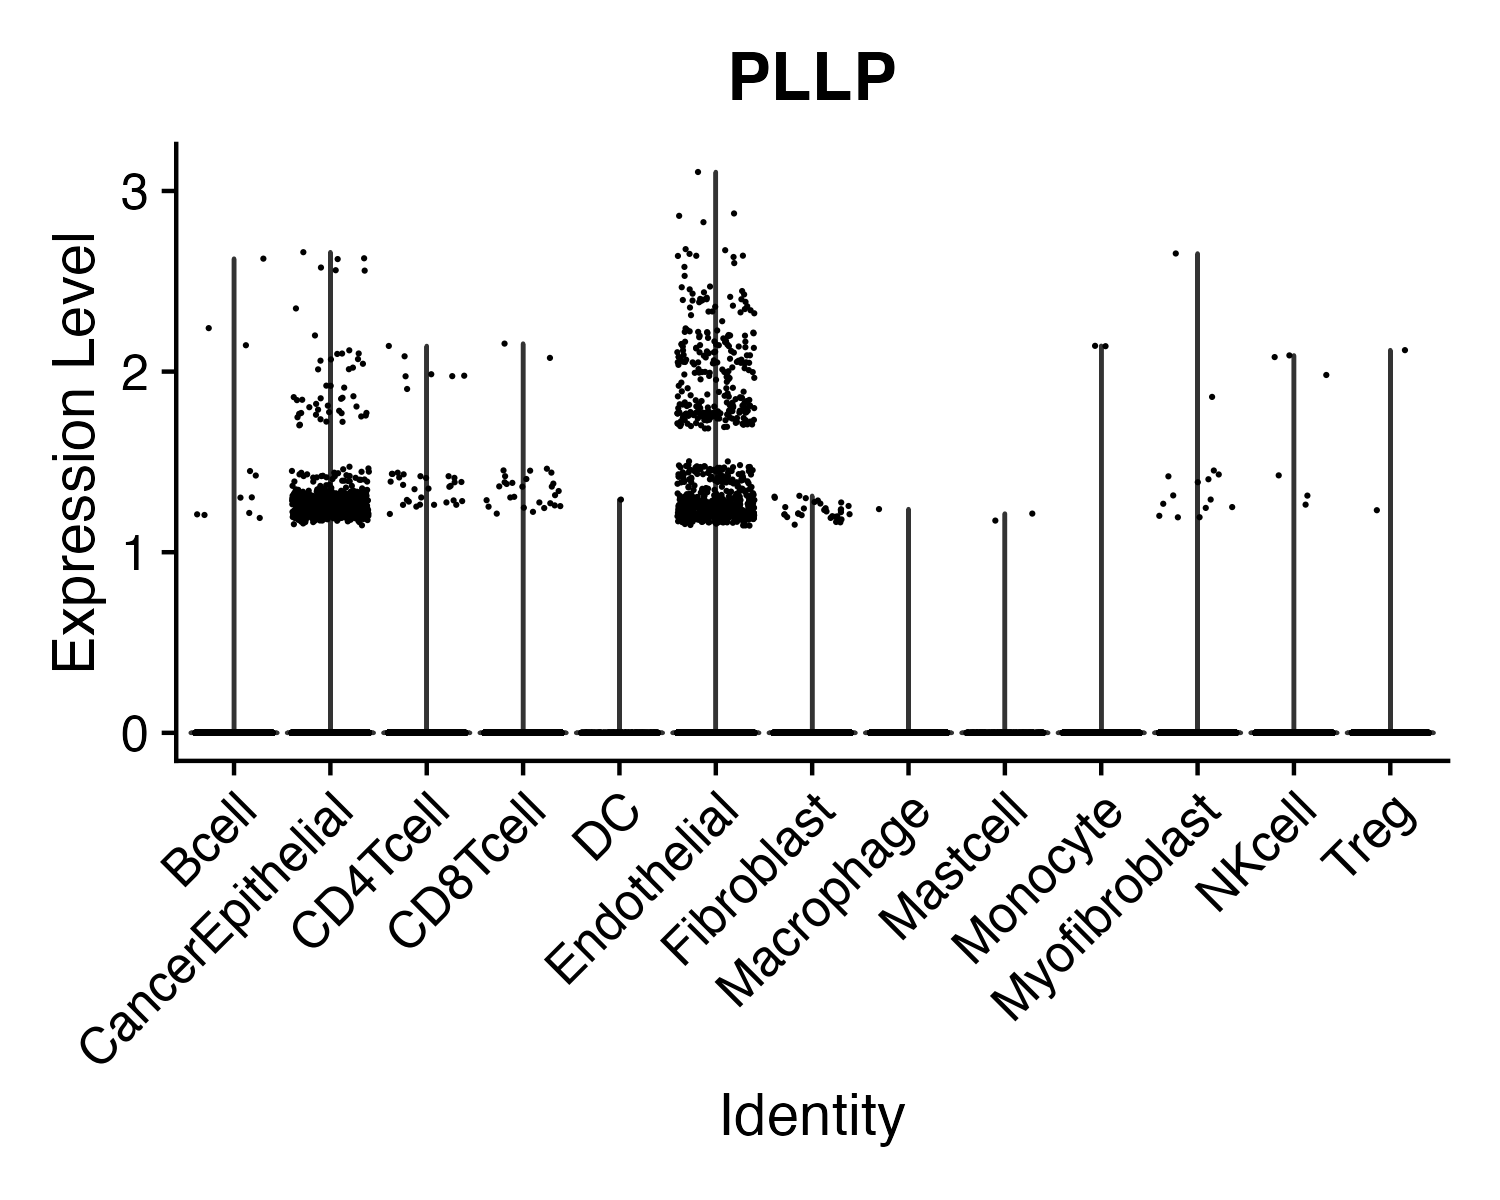 PLLP
Expression Level
3
2
1
0
Bcell
CancerEpithelial
CD4Tcell
CD8Tcell
DC
Endothelial
Fibroblast
Macrophage
Mastcell
Monocyte
Myofibroblast
NKcell
Treg
Identity